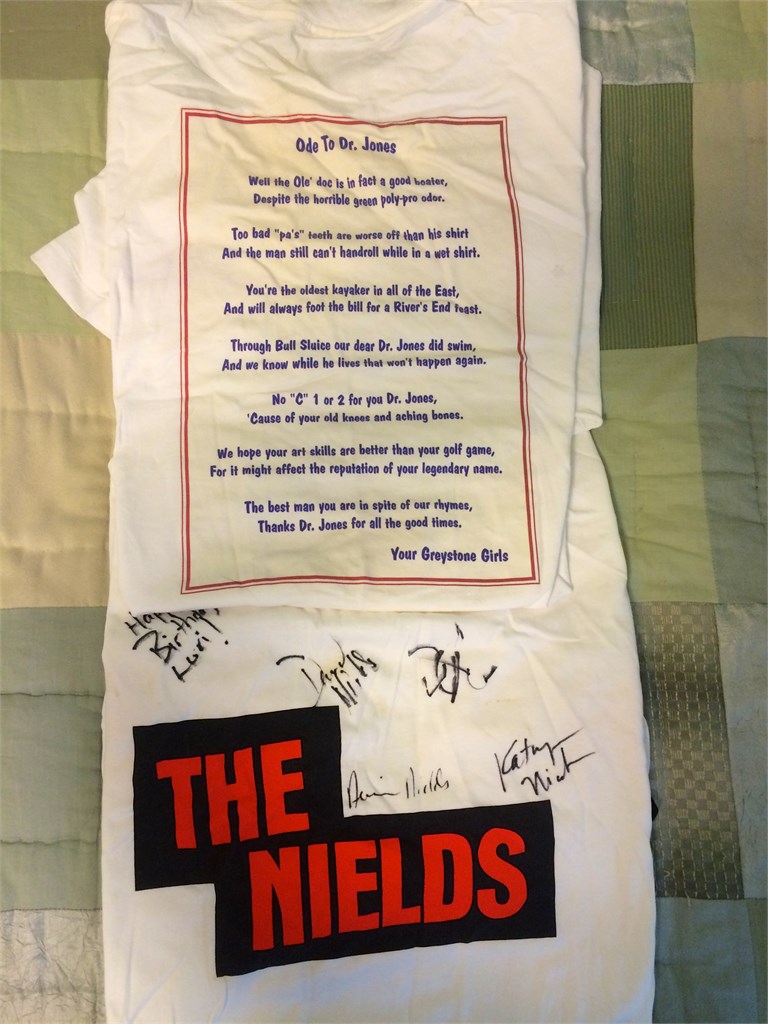 Ode To Dr. Jones
Well the Ole' doc is in fact a good boater,
Despite the horrible green poly-pro odor.
Too bad "pa's" teeth are worse off than his shirt
And the man still can't handroll while in a wet shirt.
You're the oldest kayaker in all of the East,
And will always foot the bill for a River's End feast.
Through Bull Sluice our dear Dr. Jones did swim,
And we know while he lives that won't happen again.
No "C" 1 or 2 for you Dr. Jones,
'Cause of your old knees and aching bones.
We hope your art skills are better than your golf game,
For it might affect the reputation of your legendary name.
The best man you are in spite of our rhymes,
Thanks Dr. Jones for all the good times.
Your Greystone Girls
Birthday
Lori!
David
Nields
Nields
THE
NIELDS